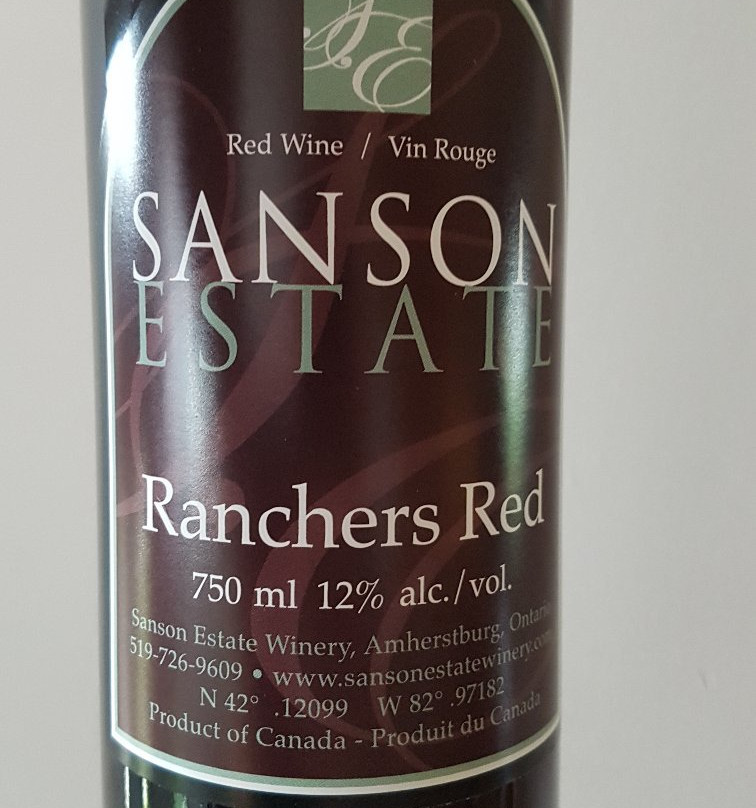 SE
Red Wine / Vin Rouge
SANSON
ESTATE
Ranchers Red
750 ml 12% alc./vol.
Sanson Estate Winery, Amherstburg, Ontario
519-726-9609 • www.sansonestatewinery.com
N 42° .12099 W 82° .97182
Product of Canada - Produit du Canada